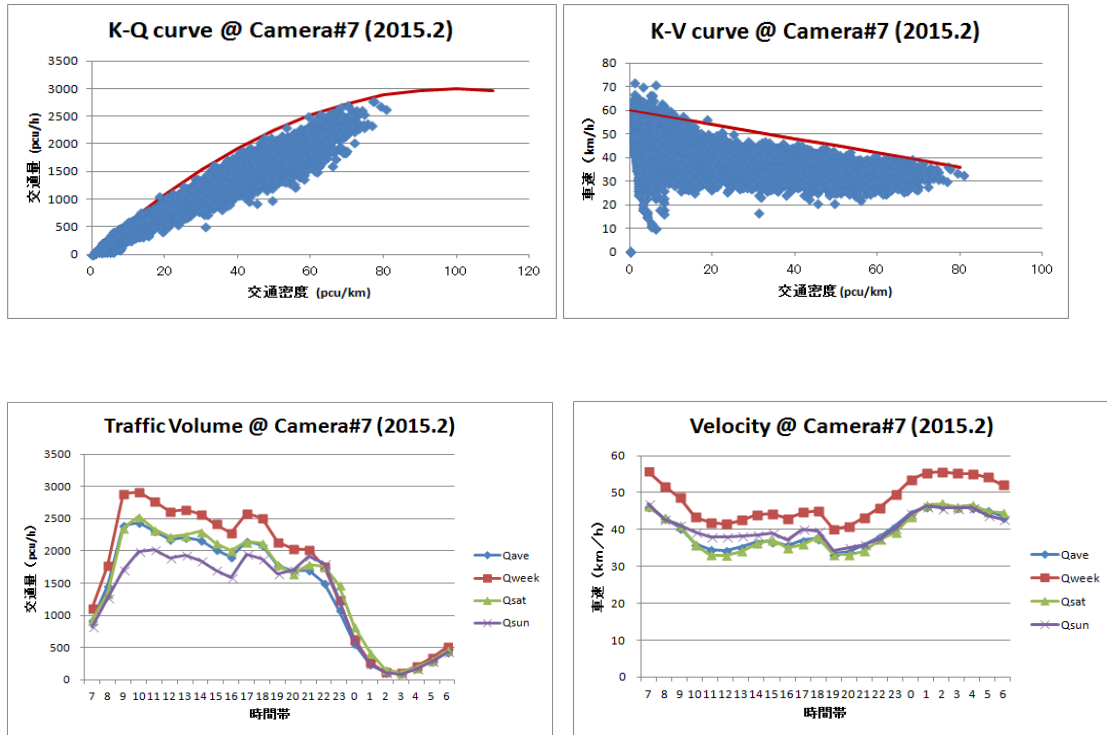 K-Q curve @ Camera#7 (2015.2)
交通量 (pcu/h)
3500
3000
2500
2000
1500
1000
500
0
0 20 40 60 80 100 120
交通密度 (pcu/km)
K-V curve @ Camera#7 (2015.2)
車速 (km/h)
80
70
60
50
40
30
20
10
0
0 20 40 60 80 100
交通密度 (pcu/km)
Traffic Volume @ Camera#7 (2015.2)
交通量 (pcu/h)
3500
3000
2500
2000
1500
1000
500
0
7 8 9 10 11 12 13 14 15 16 17 18 19 20 21 22 23 0 1 2 3 4 5 6
時間帯
Qave
Qweek
Qsat
Qsun
Velocity @ Camera#7 (2015.2)
車速 (km/h)
60
50
40
30
20
10
0
7 8 9 10 11 12 13 14 15 16 17 18 19 20 21 22 23 0 1 2 3 4 5 6
時間帯
Qave
Qweek
Qsat
Qsun